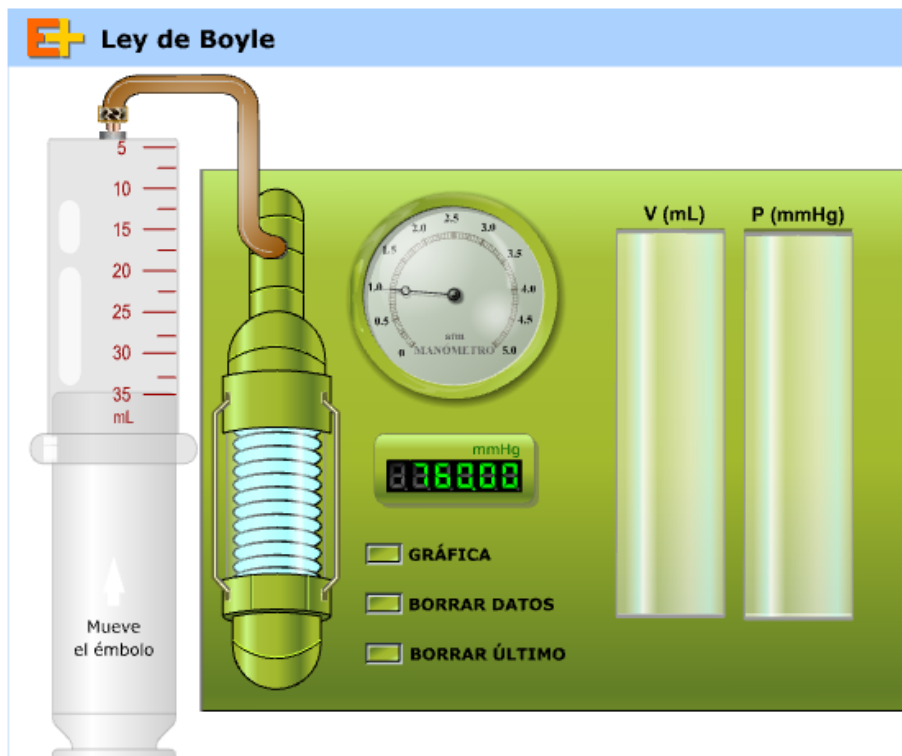 E+ Ley de Boyle
5
10
15
20
25
30
35
mL
Mueve
el émbolo
0
0.5
1.0
1.5
2.0
2.5
3.0
3.5
4.0
4.5
5.0
atm
MANÓMETRO
mmHg
780.00
GRÁFICA
BORRAR DATOS
BORRAR ÚLTIMO
V (mL) P (mmHg)